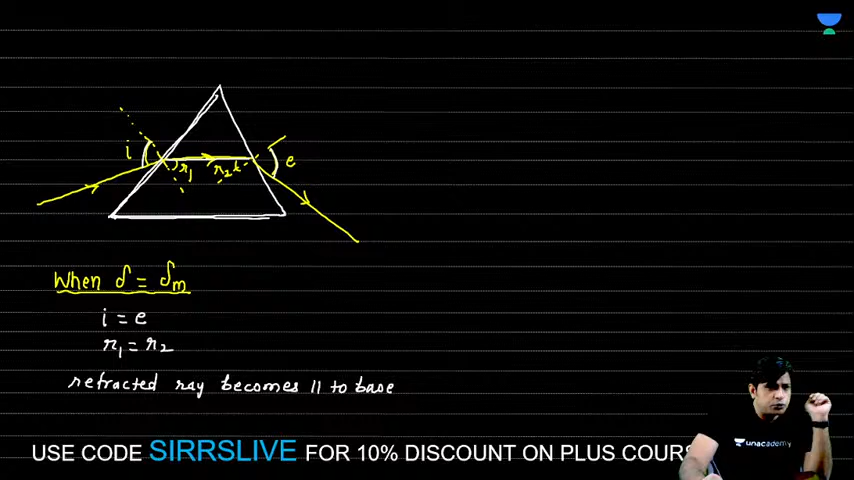 i
r₁
r₂
e
When δ = δm
i = e
r₁ = r₂
refracted ray becomes || to base
USE CODE SIRRSLIVE FOR 10% DISCOUNT ON PLUS COURS
unacademy